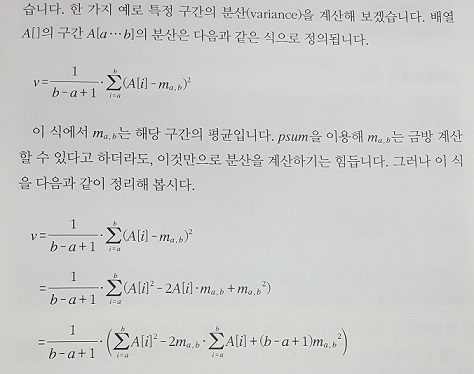 습니다. 한 가지 예로 특정 구간의 분산(variance)을 계산해 보겠습니다. 배열
A[]의 구간 A[a⋯b]의 분산은 다음과 같은 식으로 정의됩니다.
v = \frac{1}{b-a+1} \cdot \sum_{i=a}^{b} (A[i] - m_{a,b})^2
이 식에서 m_{a,b}는 해당 구간의 평균입니다. psum을 이용해 m_{a,b}는 금방 계산
할 수 있다고 하더라도, 이것만으로 분산을 계산하기는 힘듭니다. 그러나 이 식
을 다음과 같이 정리해 봅시다.
v = \frac{1}{b-a+1} \cdot \sum_{i=a}^{b} (A[i] - m_{a,b})^2
= \frac{1}{b-a+1} \cdot \sum_{i=a}^{b} (A[i]^2 - 2A[i] \cdot m_{a,b} + m_{a,b}^2)
= \frac{1}{b-a+1} \cdot \left( \sum_{i=a}^{b} A[i]^2 - 2m_{a,b} \cdot \sum_{i=a}^{b} A[i] + (b-a+1)m_{a,b}^2 \right)